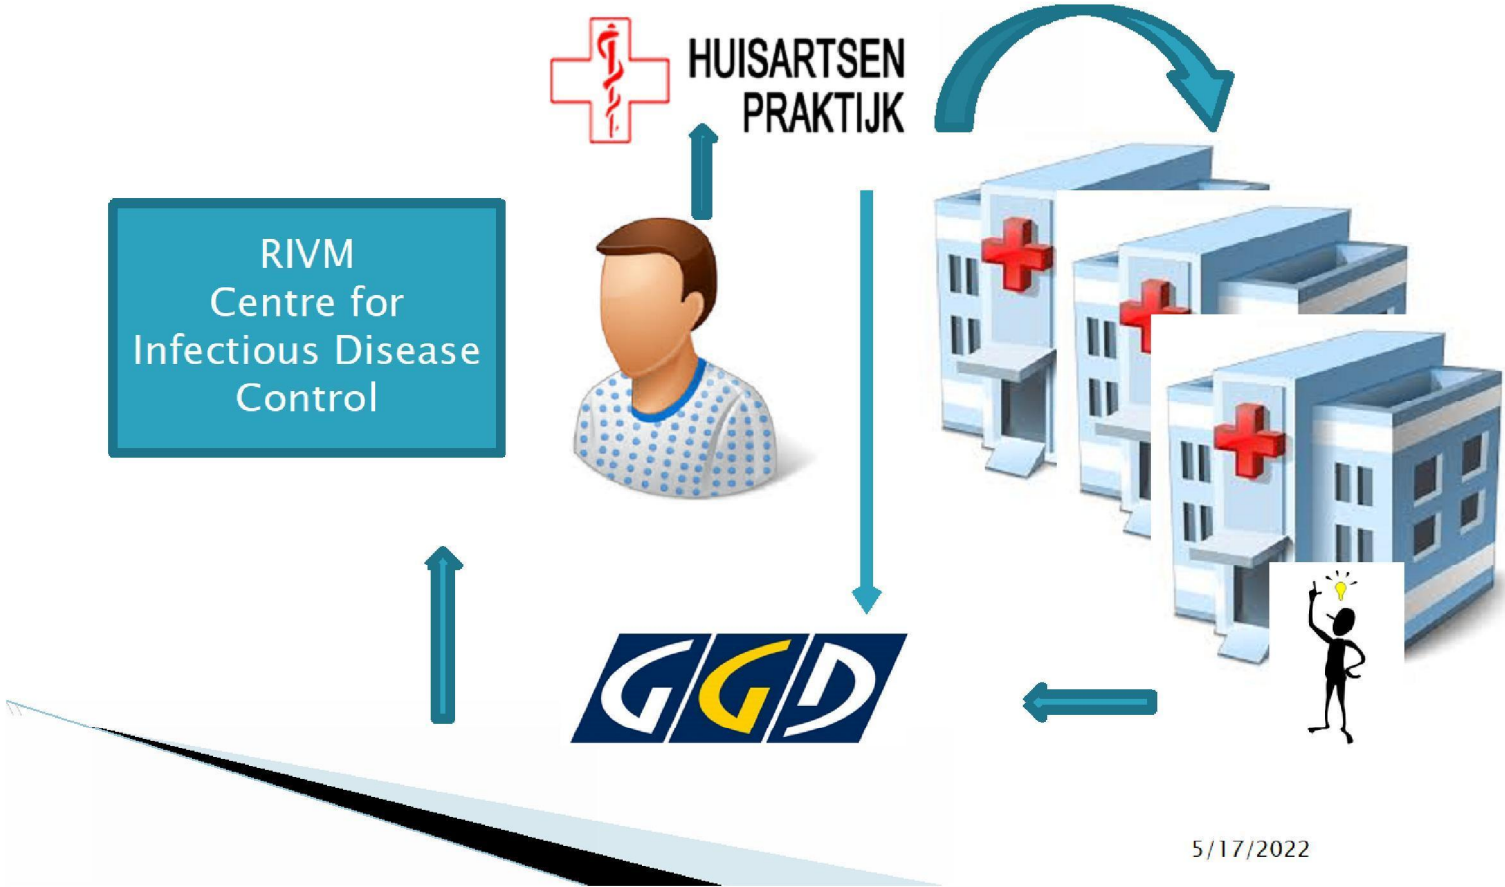 HUISARTSEN
PRAKTIJK
RIVM
Centre for
Infectious Disease
Control
GGD
5/17/2022